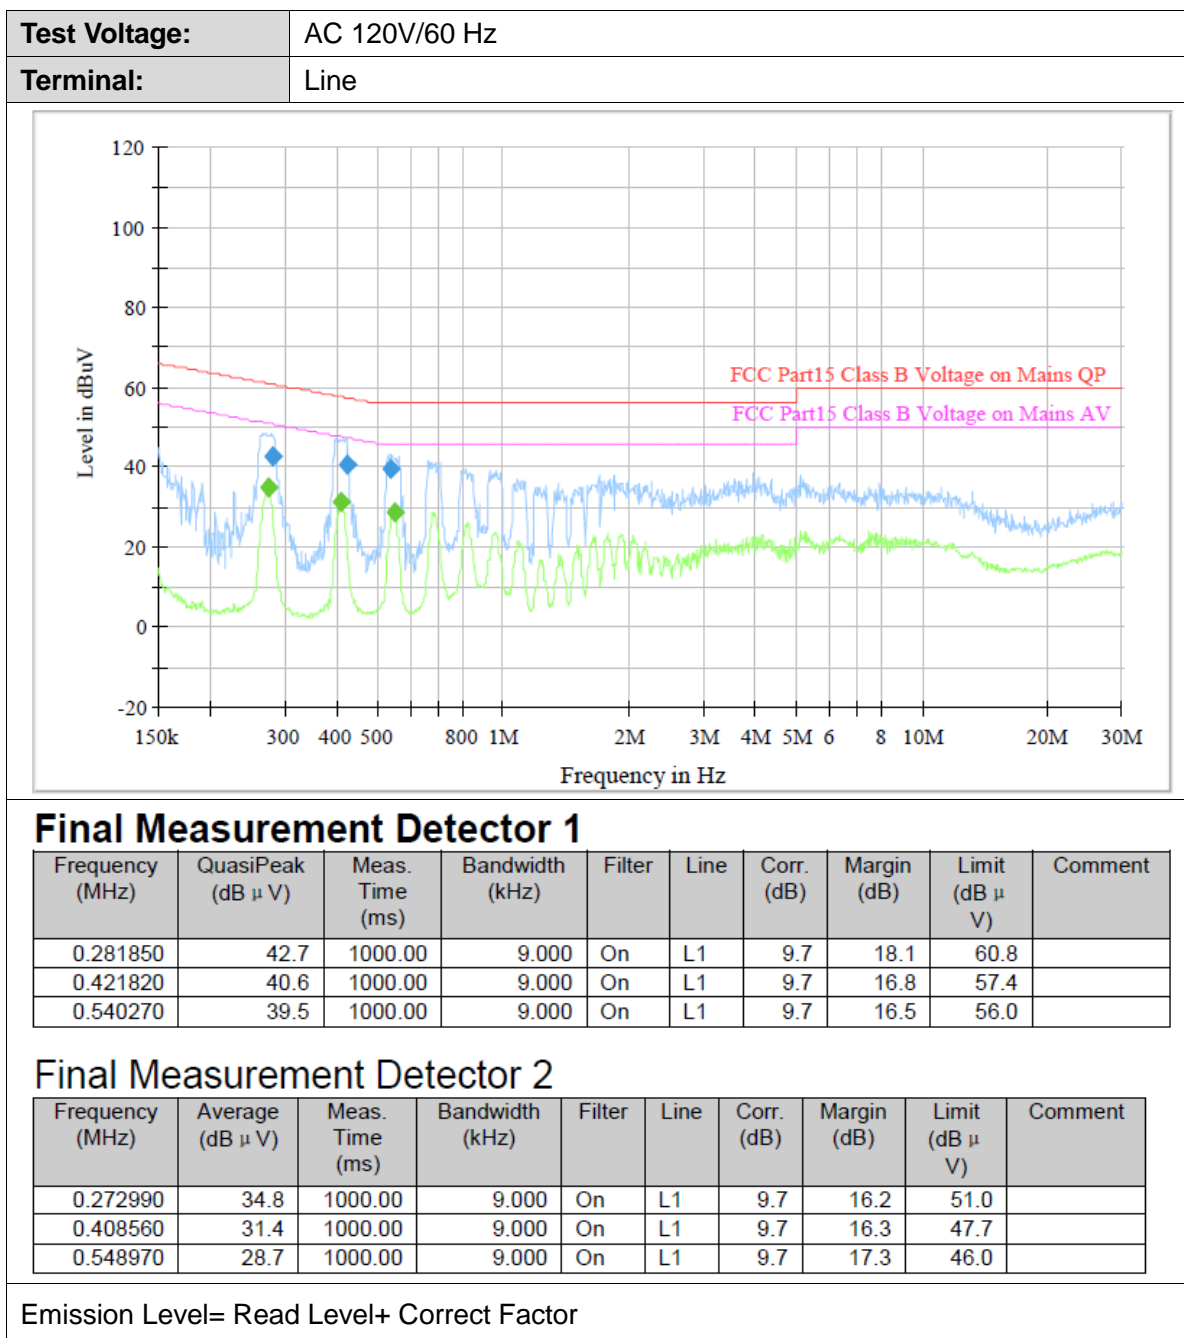 Test Voltage: AC 120V/60 Hz
Terminal: Line
120
100
80
60
40
20
0
-20
Level in dBuV
FCC Part15 Class B Voltage on Mains QP
FCC Part15 Class B Voltage on Mains AV
150k 300 400 500 800 1M 2M 3M 4M 5M 6 8 10M 20M 30M
Frequency in Hz
Final Measurement Detector 1
Frequency (MHz) QuasiPeak (dB μ V) Meas. Time (ms) Bandwidth (kHz) Filter Line Corr. (dB) Margin (dB) Limit (dB μ V) Comment
0.281850 42.7 1000.00 9.000 On L1 9.7 18.1 60.8
0.421820 40.6 1000.00 9.000 On L1 9.7 16.8 57.4
0.540270 39.5 1000.00 9.000 On L1 9.7 16.5 56.0
Final Measurement Detector 2
Frequency (MHz) Average (dB μ V) Meas. Time (ms) Bandwidth (kHz) Filter Line Corr. (dB) Margin (dB) Limit (dB μ V) Comment
0.272990 34.8 1000.00 9.000 On L1 9.7 16.2 51.0
0.408560 31.4 1000.00 9.000 On L1 9.7 16.3 47.7
0.548970 28.7 1000.00 9.000 On L1 9.7 17.3 46.0
Emission Level= Read Level+ Correct Factor